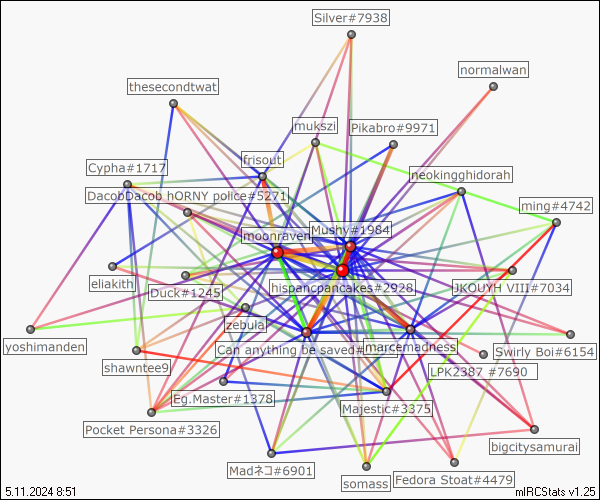 Silver#7938
normalwan
thesecondtwat
mukszi
Pikabro#9971
frisout
Cypha#1717
neokingghidorah
DacobDacob hORNY police#5271
ming#4742
Mushy#1984
moonraven
eliakith
Duck#1245
hispancpancakes#2928
JKOUYH VIII#7034
zebula
yoshimanden
Can anything be saved#
marcemadness
Swirly Boi#6154
shawntee9
LPK2387 #7690
Eg.Master#1378
Majestic#3375
Pocket Persona#3326
bigcitysamurai
Madネコ#6901
somass
Fedora Stoat#4479
5.11.2024 8:51
mIRCStats v1.25